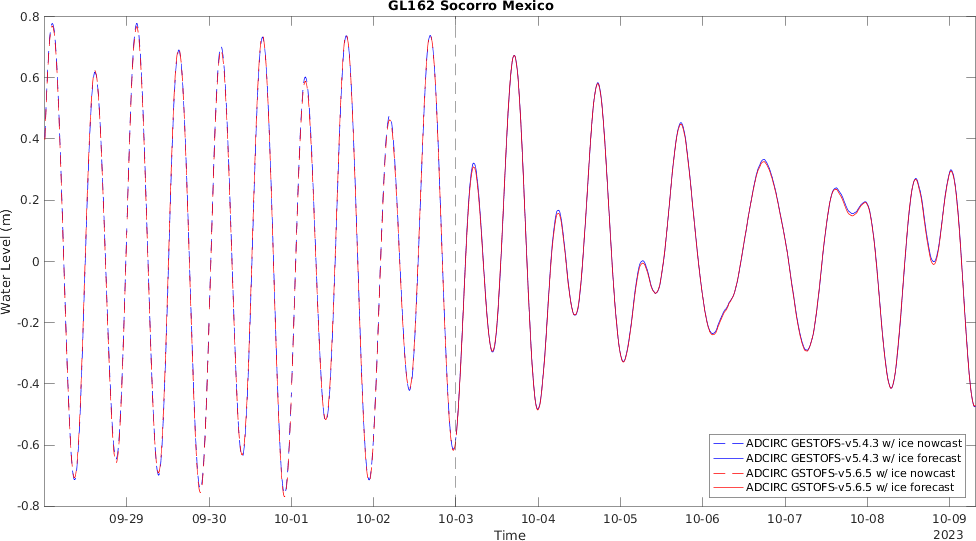 GL162 Socorro Mexico
0.8
0.6
0.4
0.2
0
-0.2
-0.4
-0.6
-0.8
Water Level (m)
ADCIRC GESTOFS-v5.4.3 w/ ice nowcast
ADCIRC GESTOFS-v5.4.3 w/ ice forecast
ADCIRC GSTOFS-v5.6.5 w/ ice nowcast
ADCIRC GSTOFS-v5.6.5 w/ ice forecast
09-29 09-30 10-01 10-02 10-03 10-04 10-05 10-06 10-07 10-08 10-09
Time 2023